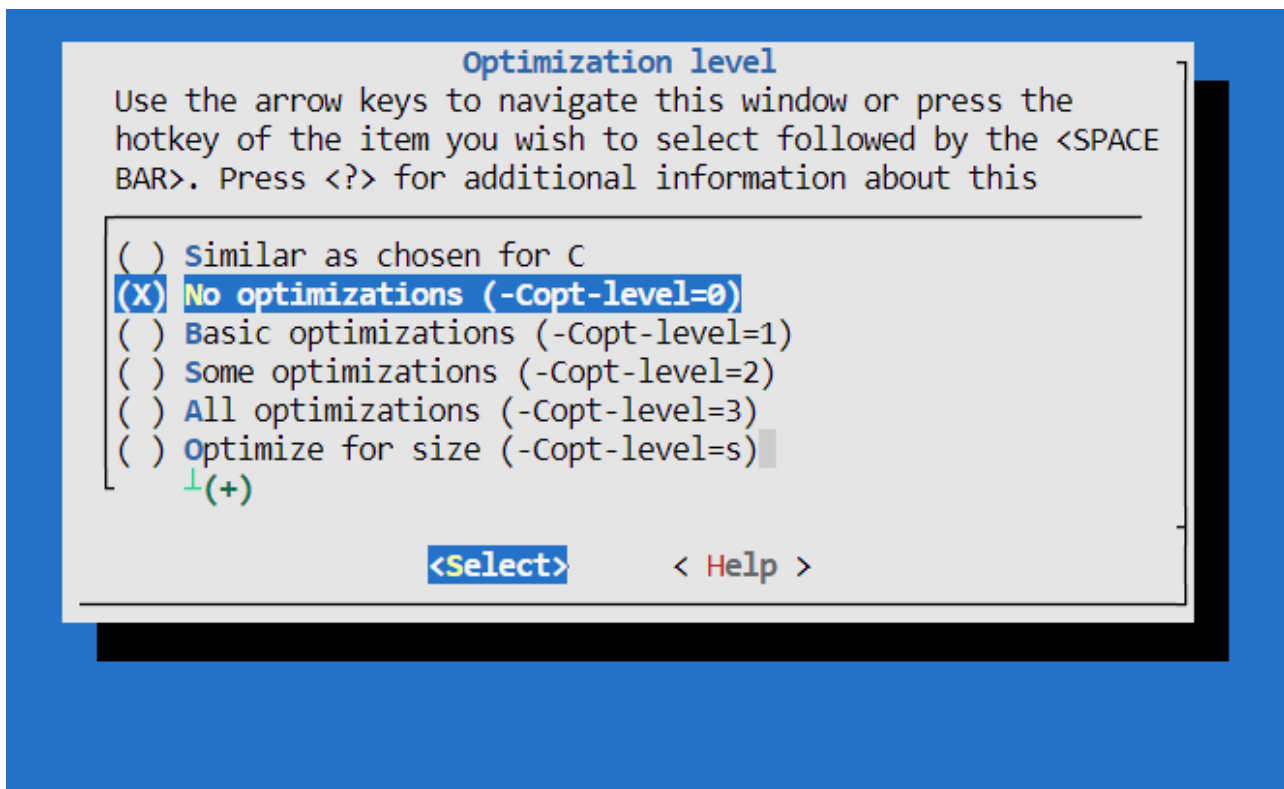 Optimization level
Use the arrow keys to navigate this window or press the
hotkey of the item you wish to select followed by the <SPACE
BAR>. Press <?> for additional information about this
( ) Similar as chosen for C
(X) No optimizations (-Copt-level=0)
( ) Basic optimizations (-Copt-level=1)
( ) Some optimizations (-Copt-level=2)
( ) All optimizations (-Copt-level=3)
( ) Optimize for size (-Copt-level=s)
┴(+)
<Select> < Help >